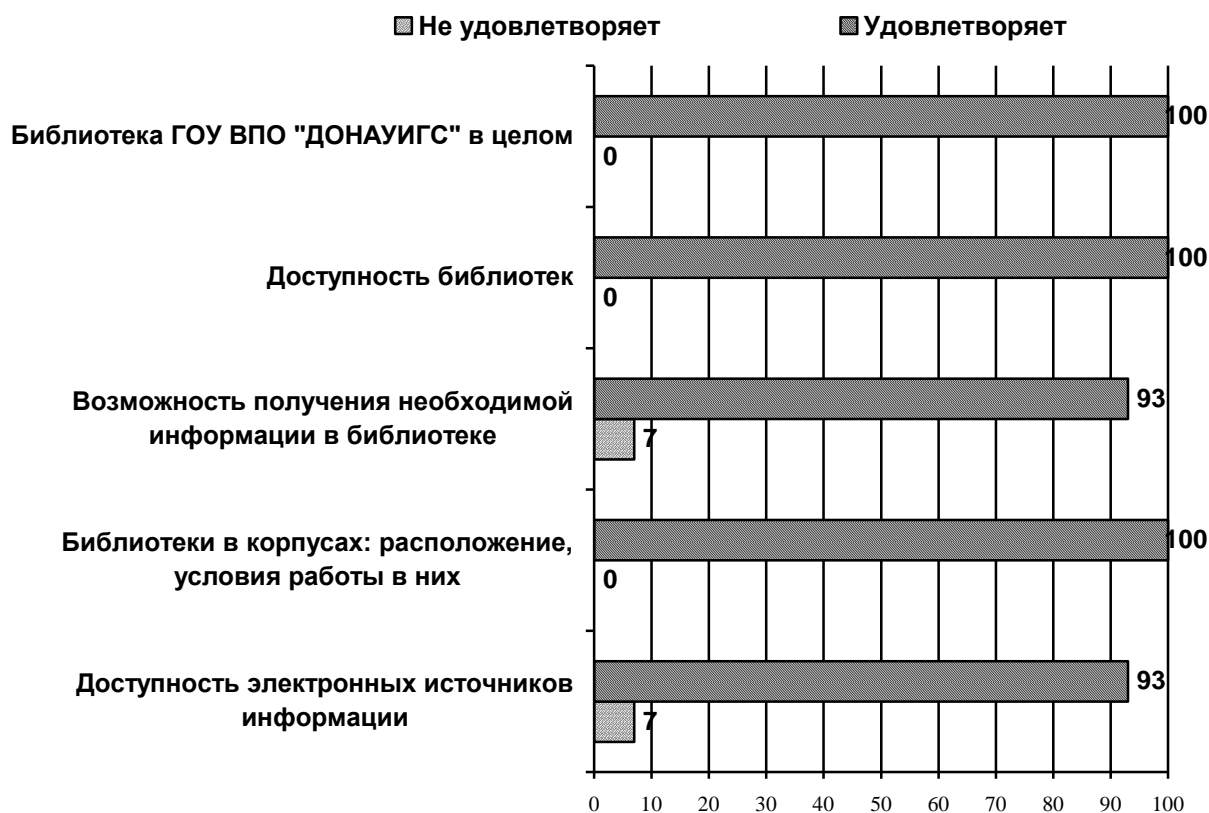 Не удовлетворяет Удовлетворяет
Библиотека ГОУ ВПО "ДОНАУИГС" в целом
100
0
Доступность библиотек
100
0
Возможность получения необходимой
информации в библиотеке
93
7
Библиотеки в корпусах: расположение,
условия работы в них
100
0
Доступность электронных источников
информации
93
7
0 10 20 30 40 50 60 70 80 90 100